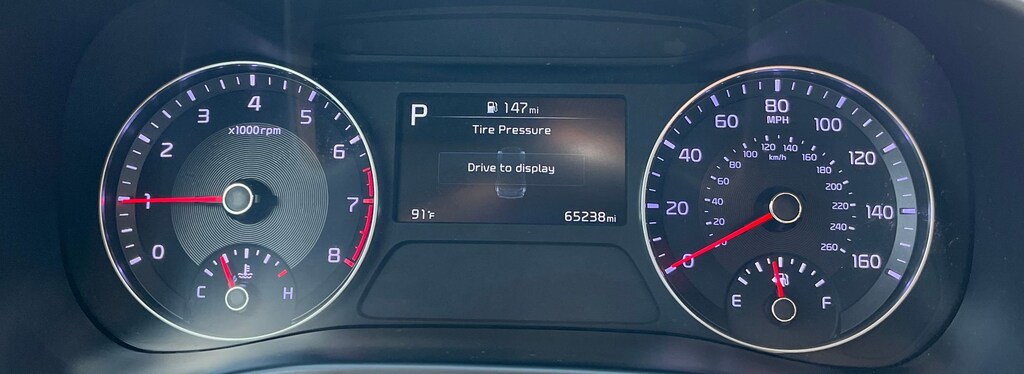 0
1
2
3
4
5
6
7
8
x1000rpm
C
H
P
147mi
Tire Pressure
Drive to display
91°F
65238mi
0
20
40
60
80
MPH
100
120
140
160
20
40
60
80
100
120
140
160
180
200
220
240
260
km/h
E
F